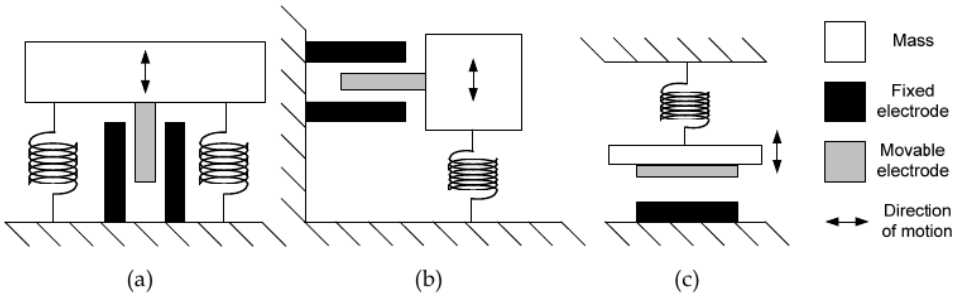 Mass
Fixed
electrode
Movable
electrode
Direction
of motion
(a)
(b)
(c)